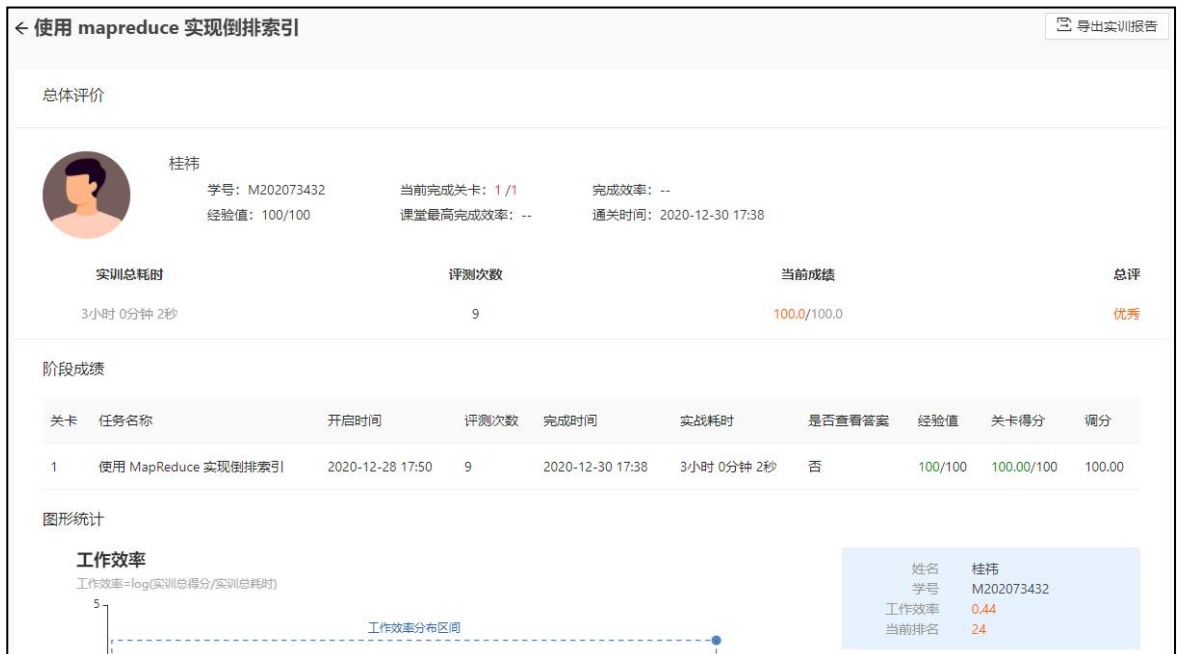 ← 使用 mapreduce 实现倒排索引 导出实训报告
总体评价
桂祎
学号：M202073432 当前完成关卡：1 /1 完成效率：--
经验值：100/100 课堂最高完成效率：-- 通关时间：2020-12-30 17:38
实训总耗时 评测次数 当前成绩 总评
3小时 0分钟 2秒 9 100.0/100.0 优秀
阶段成绩
关卡 任务名称 开启时间 评测次数 完成时间 实战耗时 是否查看答案 经验值 关卡得分 调分
1 使用 MapReduce 实现倒排索引 2020-12-28 17:50 9 2020-12-30 17:38 3小时 0分钟 2秒 否 100/100 100.00/100 100.00
图形统计
工作效率
工作效率=log(实训总得分/实训总耗时)
5
工作效率分布区间
姓名 桂祎
学号 M202073432
工作效率 0.44
当前排名 24